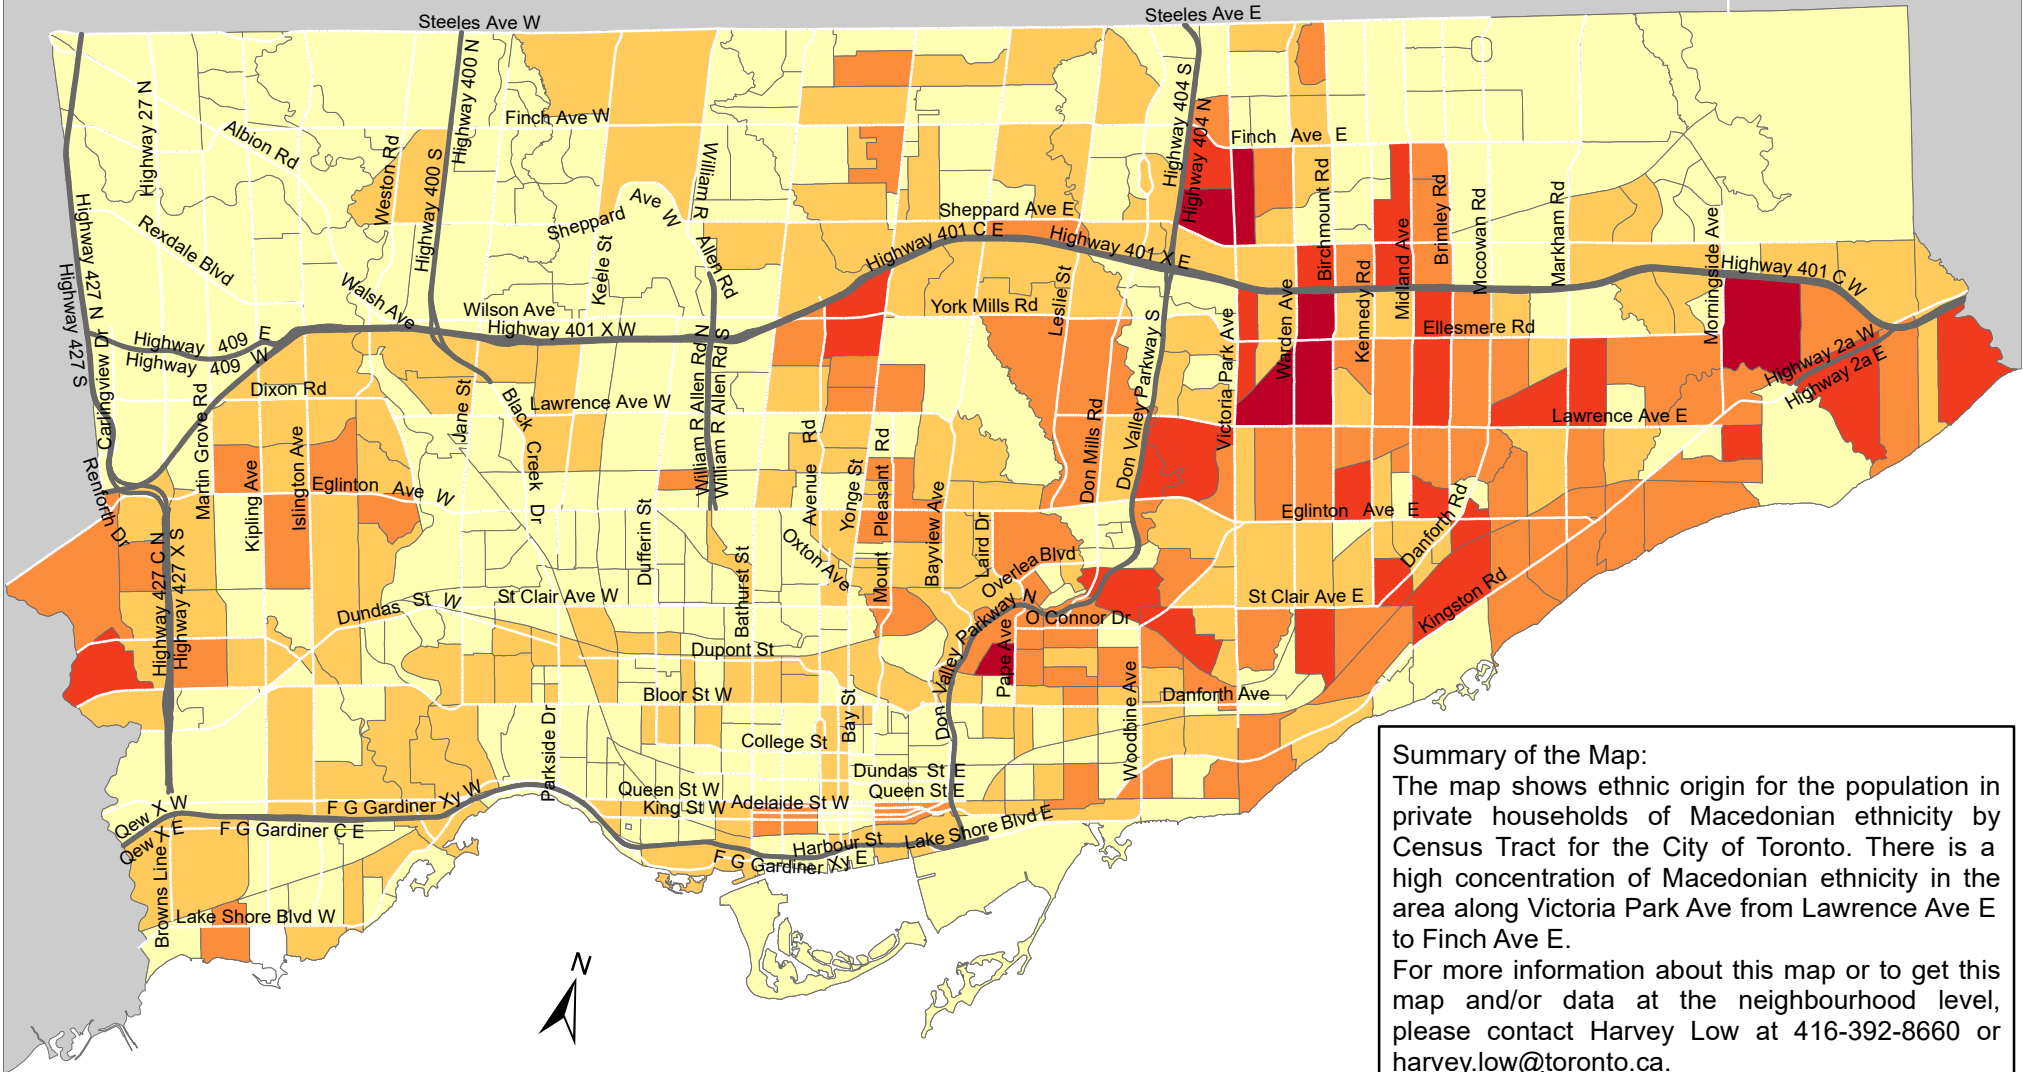 Steeles Ave W
Steeles Ave E
Highway 27 N
Albion Rd
Weston Rd
Highway 400 N
Highway 400 S
Finch Ave W
William R
Allen Rd
Highway 404 S
Highway 404 N
Finch Ave E
Highway 427 N
Highway 427 S
Rexdale Blvd
Sheppard Ave W
Keele St
Walsh Ave
Wilson Ave
Highway 401 X W
Sheppard Ave E
Highway 401 C E
Highway 401 X E
York Mills Rd
Leslie St
Birchmount Rd
Kennedy Rd
Midland Ave
Brimley Rd
Mccowan Rd
Markham Rd
Morningside Ave
Highway 401 C W
Highway 2a W
Highway 2a E
Ellesmere Rd
Warden Ave
Victoria Park Ave
Don Valley Parkway S
Highway 409 E
Highway 409 W
Carlingview Dr
Dixon Rd
Martin Grove Rd
Jane St
Black Creek Dr
Lawrence Ave W
William R Allen Rd N
William R Allen Rd S
Lawrence Ave E
Renforth Dr
Kipling Ave
Islington Ave
Eglinton Ave W
Dufferin St
Bathurst St
Avenue Rd
Yonge St
Mount Pleasant Rd
Oxton Ave
Bayview Ave
Laird Dr
Don Mills Rd
Overlea Blvd
Eglinton Ave E
Danforth Rd
Highway 427 C N
Highway 427 X S
Dundas St W
St Clair Ave W
St Clair Ave E
Kingston Rd
O Connor Dr
Don Valley Parkway N
Pape Ave
Dupont St
Bloor St W
Danforth Ave
Woodbine Ave
Parkside Dr
Bay St
College St
Dundas St E
Queen St W
Queen St E
King St W
Adelaide St W
Qew X W
Qew X E
F G Gardiner Xy W
F G Gardiner C E
Harbour St
Lake Shore Blvd E
F G Gardiner Xy E
Browns Line
Lake Shore Blvd W
N
Summary of the Map:
The map shows ethnic origin for the population in
private households of Macedonian ethnicity by
Census Tract for the City of Toronto. There is a
high concentration of Macedonian ethnicity in the
area along Victoria Park Ave from Lawrence Ave E
to Finch Ave E.
For more information about this map or to get this
map and/or data at the neighbourhood level,
please contact Harvey Low at 416-392-8660 or
harvey.low@toronto.ca.